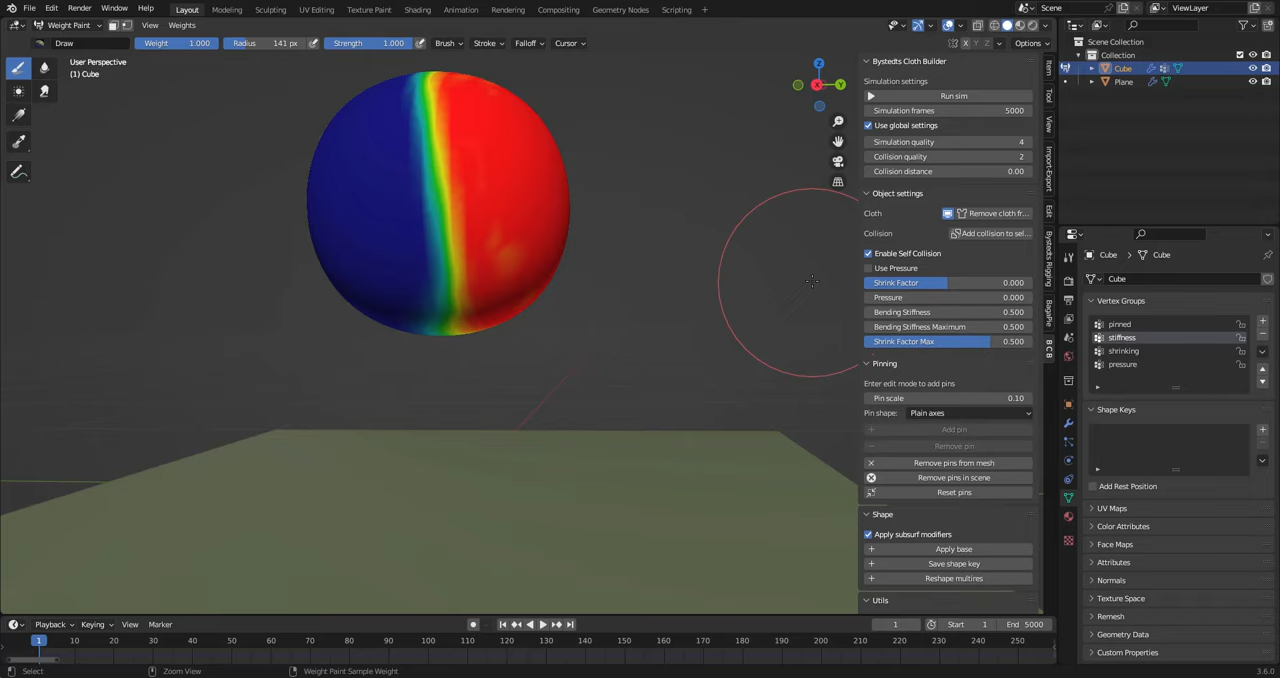 File Edit Render Window Help Layout Modeling Sculpting UV Editing Texture Paint Shading Animation Rendering Compositing Geometry Nodes Scripting + Scene ViewLayer
Weight Paint View Weights
Draw Weight 1.000 Radius 141 px Strength 1.000 Brush Stroke Falloff Cursor X Y Z Options
User Perspective
(1) Cube
Z
X
Y
Bystedts Cloth Builder
Simulation settings
Run sim
Simulation frames 5000
Use global settings
Simulation quality 4
Collision quality 2
Collision distance 0.00
Object settings
Cloth Remove cloth fr...
Collision Add collision to sel...
Enable Self Collision
Use Pressure
Shrink Factor 0.000
Pressure 0.000
Bending Stiffness 0.500
Bending Stiffness Maximum 0.500
Shrink Factor Max 0.500
Pinning
Enter edit mode to add pins
Pin scale 0.10
Pin shape: Plain axes
Add pin
Remove pin
Remove pins from mesh
Remove pins in scene
Reset pins
Shape
Apply subsurf modifiers
Apply base
Save shape key
Reshape multires
Utils
Item
Tool
View
Import-Export
Edit
Bystedts Rigging
BagaPie
B C B
Scene Collection
Collection
Cube
Plane
Cube Cube
Cube
Vertex Groups
pinned
stiffness
shrinking
pressure
Shape Keys
Add Rest Position
UV Maps
Color Attributes
Face Maps
Attributes
Normals
Texture Space
Remesh
Geometry Data
Custom Properties
Playback Keying View Marker 1 Start 1 End 5000
1 10 20 30 40 50 60 70 80 90 100 110 120 130 140 150 160 170 180 190 200 210 220 230 240 250
Select Zoom View Weight Paint Sample Weight 3.6.0